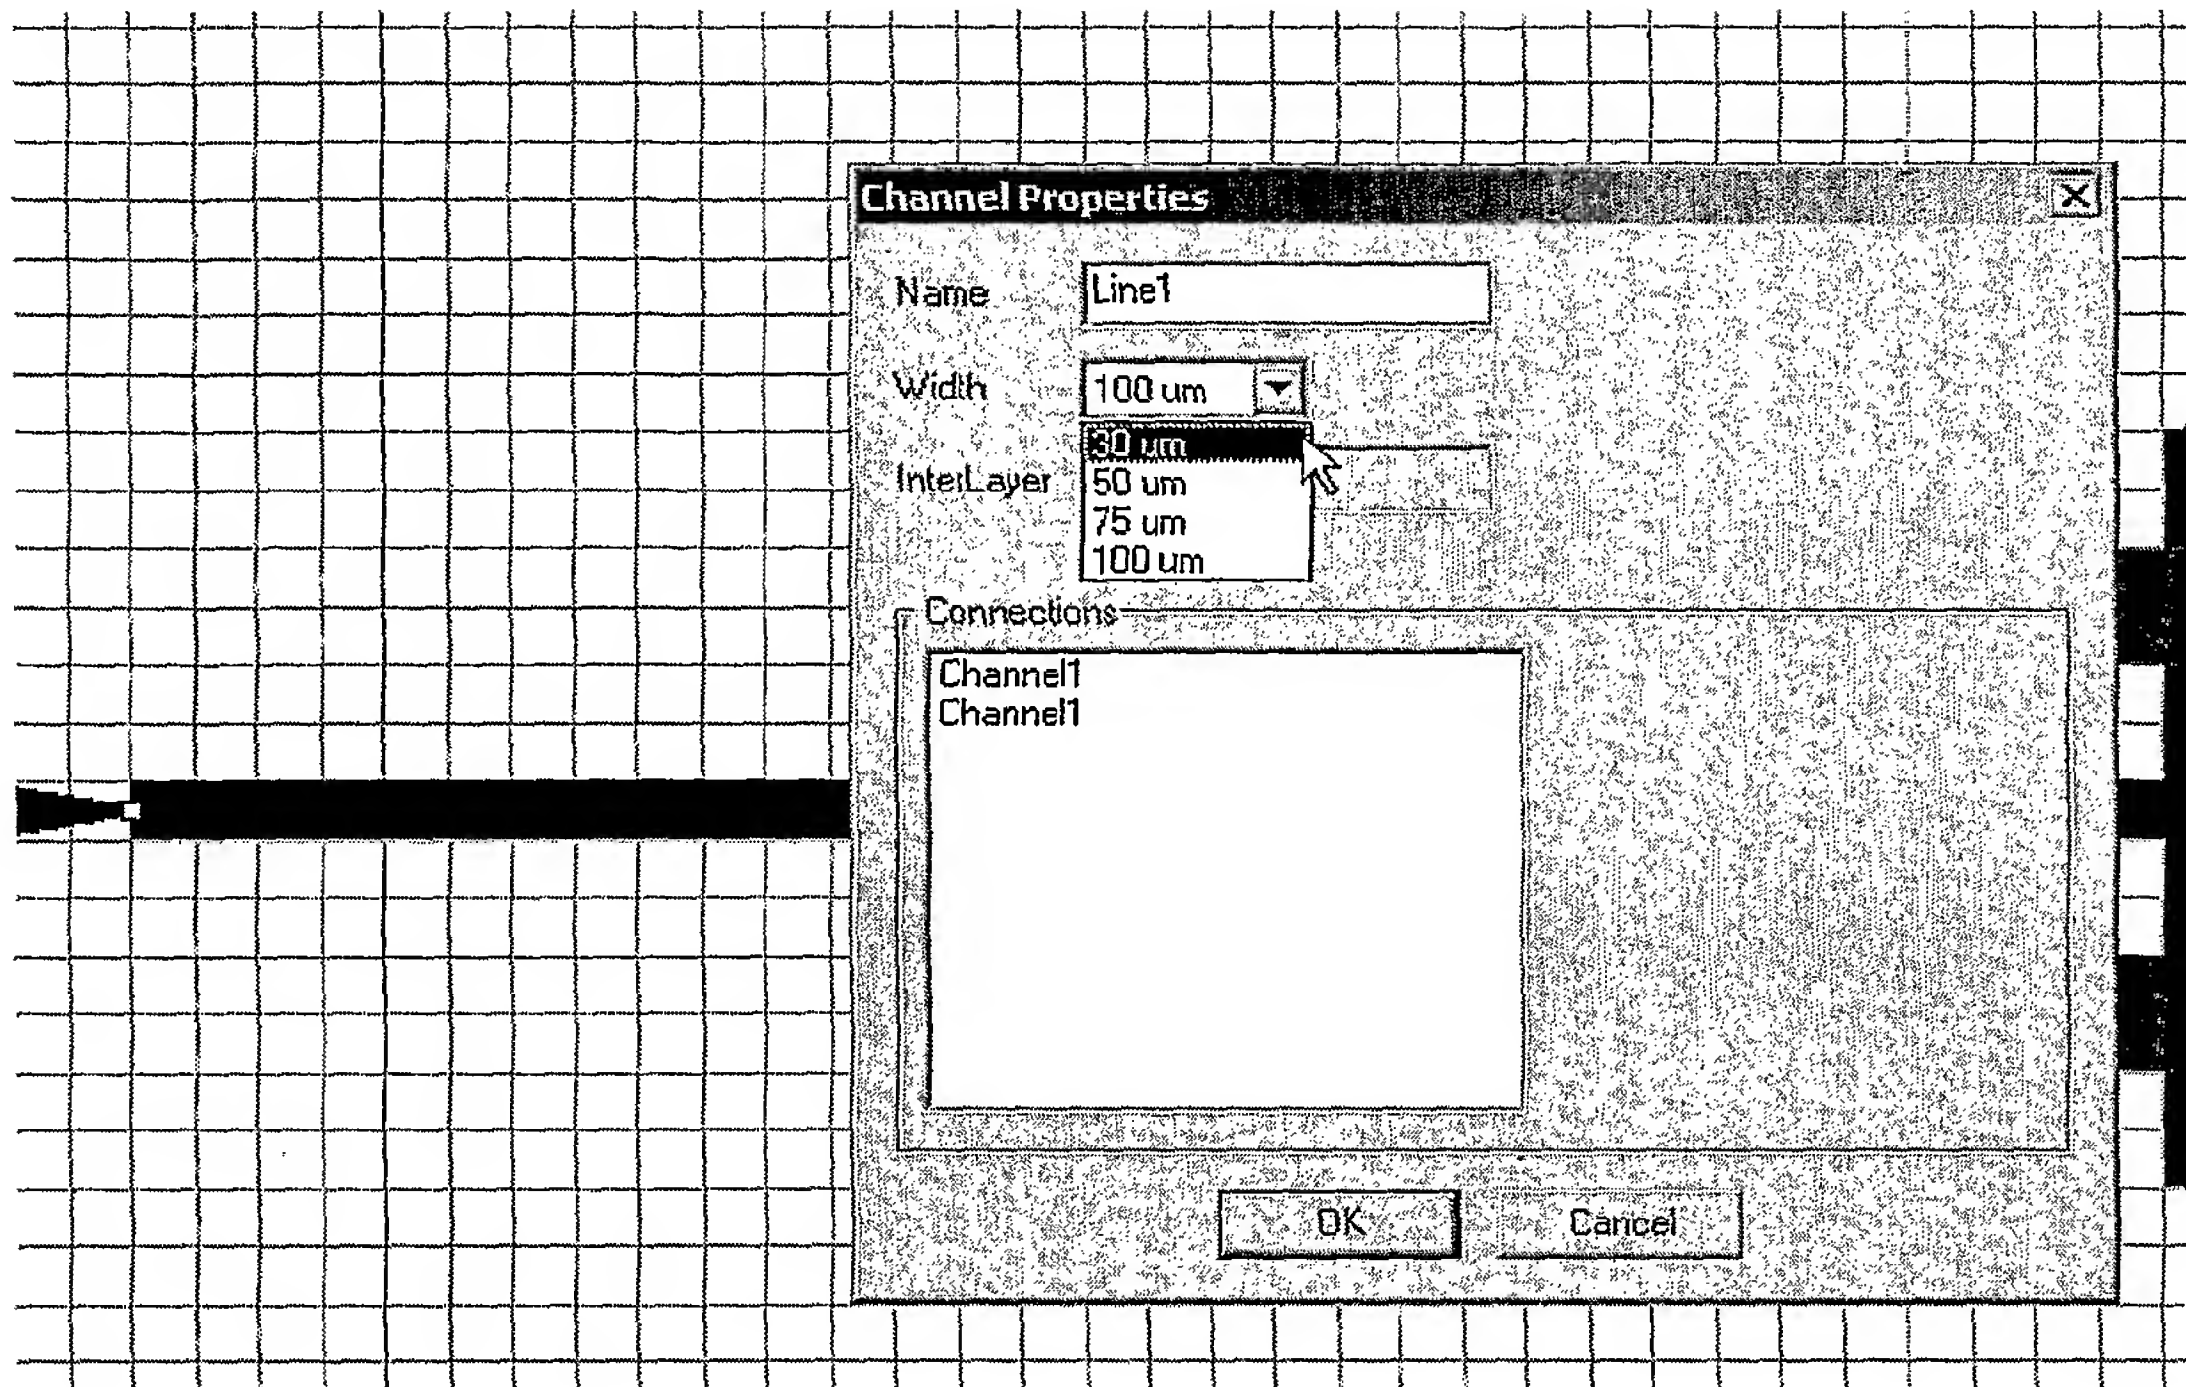 Channel Properties
Name
Line1
Width
100 um
30 um
InterLayer
50 um
75 um
100 um
Connections
Channel1
Channel1
OK
Cancel